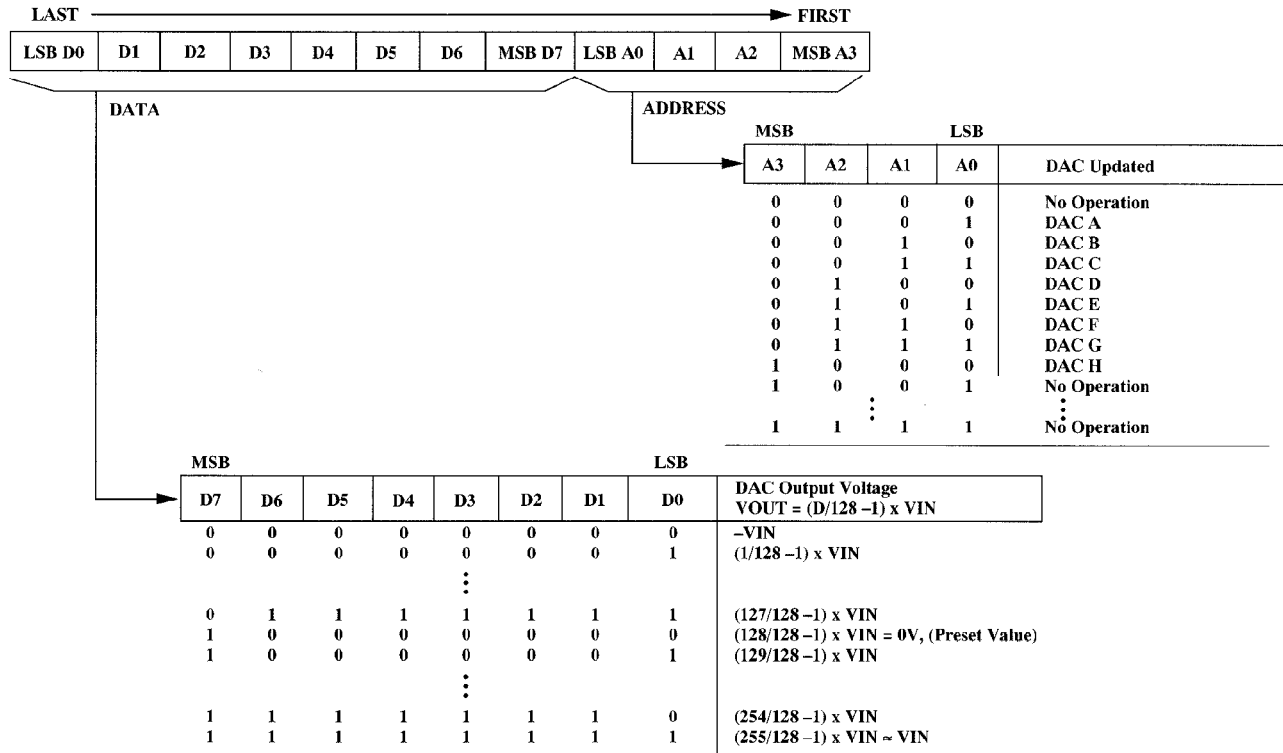 LAST FIRST
LSB D0 D1 D2 D3 D4 D5 D6 MSB D7 LSB A0 A1 A2 MSB A3
DATA ADDRESS
MSB LSB
A3 A2 A1 A0 DAC Updated
0 0 0 0 No Operation
0 0 0 1 DAC A
0 0 1 0 DAC B
0 0 1 1 DAC C
0 1 0 0 DAC D
0 1 0 1 DAC E
0 1 1 0 DAC F
0 1 1 1 DAC G
1 0 0 0 DAC H
1 0 0 1 No Operation
1 1 1 1 No Operation
MSB LSB
D7 D6 D5 D4 D3 D2 D1 D0 DAC Output Voltage
VOUT = (D/128 –1) x VIN
0 0 0 0 0 0 0 0 –VIN
0 0 0 0 0 0 0 1 (1/128 –1) x VIN
0 1 1 1 1 1 1 1 (127/128 –1) x VIN
1 0 0 0 0 0 0 0 (128/128 –1) x VIN = 0V, (Preset Value)
1 0 0 0 0 0 0 1 (129/128 –1) x VIN
1 1 1 1 1 1 1 0 (254/128 –1) x VIN
1 1 1 1 1 1 1 1 (255/128 –1) x VIN ≈ VIN